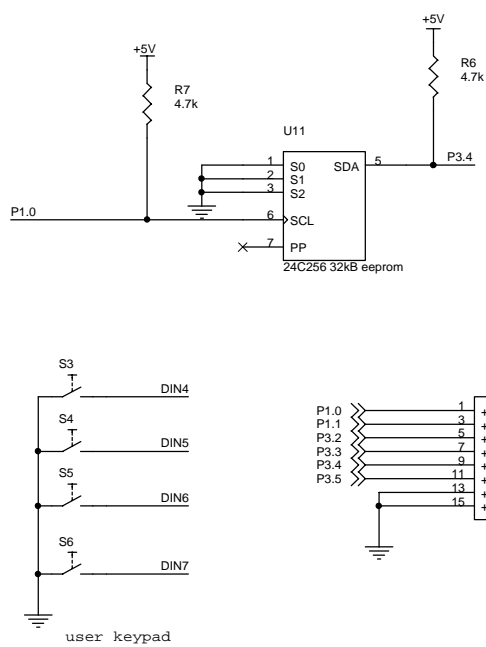 +5V
R6
4.7k
+5V
R7
4.7k
U11
1 S0 SDA 5 P3.4
2 S1
3 S2
P1.0 6 SCL
7 PP
24C256 32kB eeprom
S3
DIN4
S4
DIN5
S5
DIN6
S6
DIN7
user keypad
P1.0 1 +
P1.1 3 +
P3.2 5 +
P3.3 7 +
P3.4 9 +
P3.5 11 +
13 +
15 +